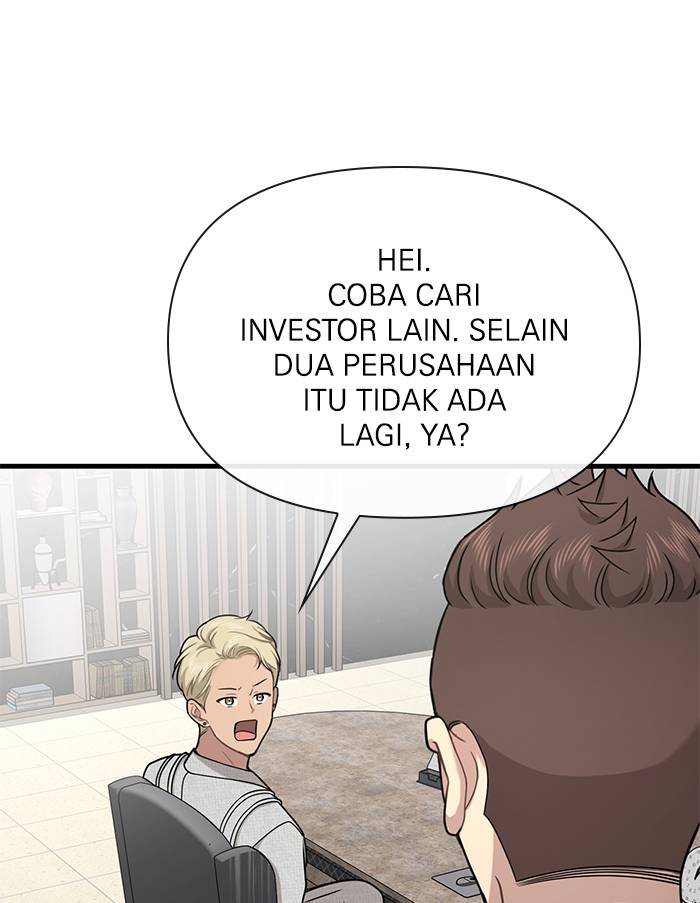 HEI.
COBA CARI
INVESTOR LAIN. SELAIN
DUA PERUSAHAAN
ITU TIDAK ADA
LAGI, YA?